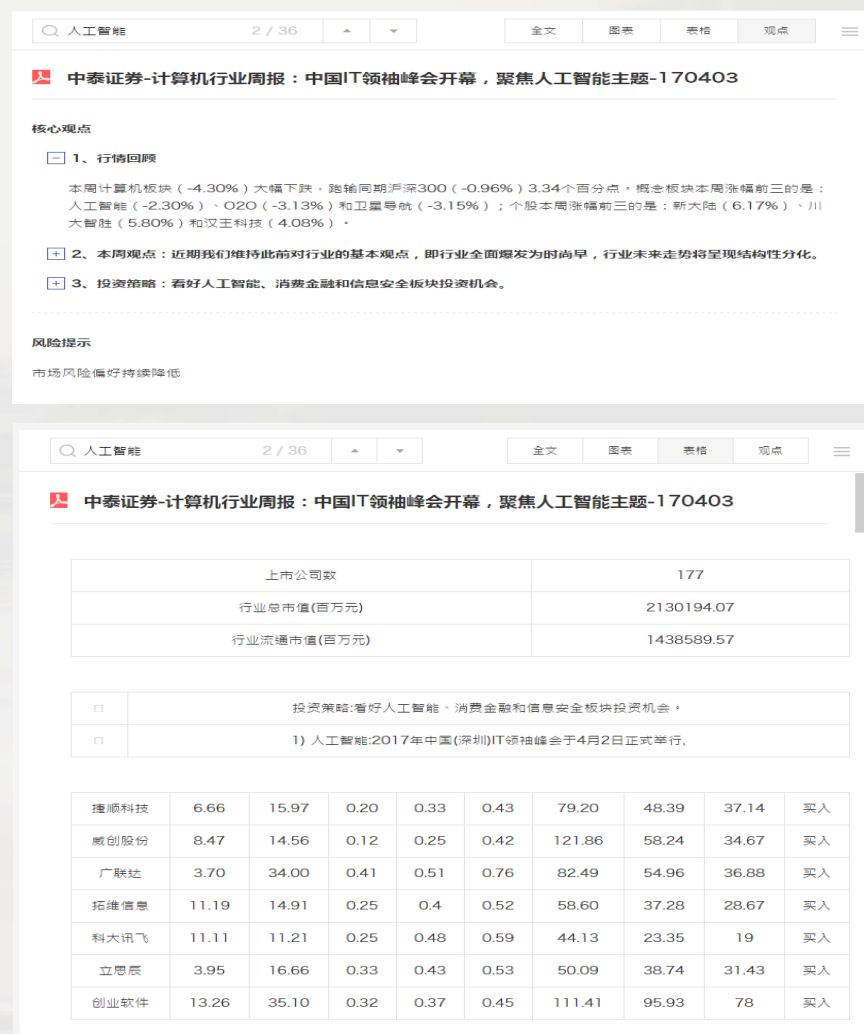 人工智能 2 / 36 全文 图表 表格 观点
中泰证券-计算机行业周报：中国IT领袖峰会开幕，聚焦人工智能主题-170403
核心观点
1、行情回顾
本周计算机板块（-4.30%）大幅下跌，跑输同期沪深300（-0.96%）3.34个百分点。概念板块本周涨幅前三的是：
人工智能（-2.30%）、O2O（-3.13%）和卫星导航（-3.15%）；个股本周涨幅前三的是：新大陆（6.17%）、川
大智胜（5.80%）和汉王科技（4.08%）。
2、本周观点：近期我们维持此前对行业的基本观点，即行业全面爆发为时尚早，行业未来走势将呈现结构性分化。
3、投资策略：看好人工智能、消费金融和信息安全板块投资机会。
风险提示
市场风险偏好持续降低
人工智能 2 / 36 全文 图表 表格 观点
中泰证券-计算机行业周报：中国IT领袖峰会开幕，聚焦人工智能主题-170403
上市公司数 177
行业总市值(百万元) 2130194.07
行业流通市值(百万元) 1438589.57
投资策略:看好人工智能、消费金融和信息安全板块投资机会。
1) 人工智能:2017年中国(深圳)IT领袖峰会于4月2日正式举行,
捷顺科技 6.66 15.97 0.20 0.33 0.43 79.20 48.39 37.14 买入
威创股份 8.47 14.56 0.12 0.25 0.42 121.86 58.24 34.67 买入
广联达 3.70 34.00 0.41 0.51 0.76 82.49 54.96 36.88 买入
拓维信息 11.19 14.91 0.25 0.4 0.52 58.60 37.28 28.67 买入
科大讯飞 11.11 11.21 0.25 0.48 0.59 44.13 23.35 19 买入
立思辰 3.95 16.66 0.33 0.43 0.53 50.09 38.74 31.43 买入
创业软件 13.26 35.10 0.32 0.37 0.45 111.41 95.93 78 买入